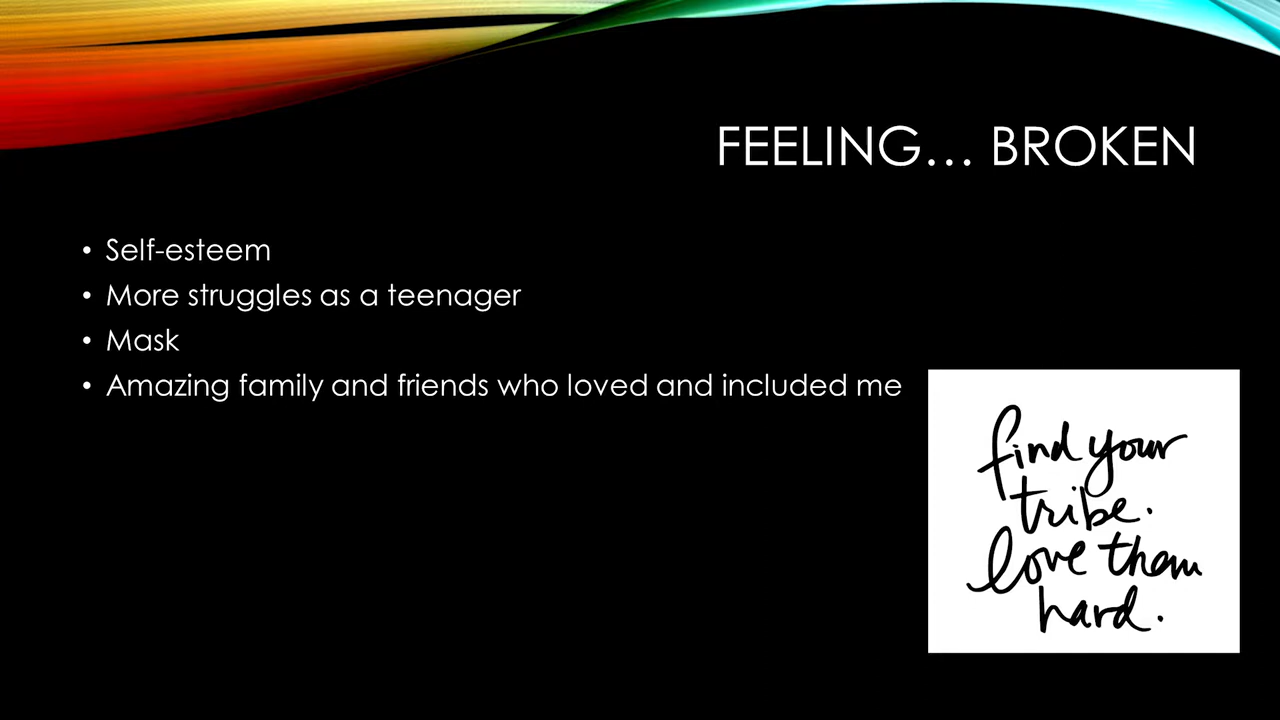 FEELING… BROKEN
• Self-esteem
• More struggles as a teenager
• Mask
• Amazing family and friends who loved and included me
find your
tribe.
love them
hard.